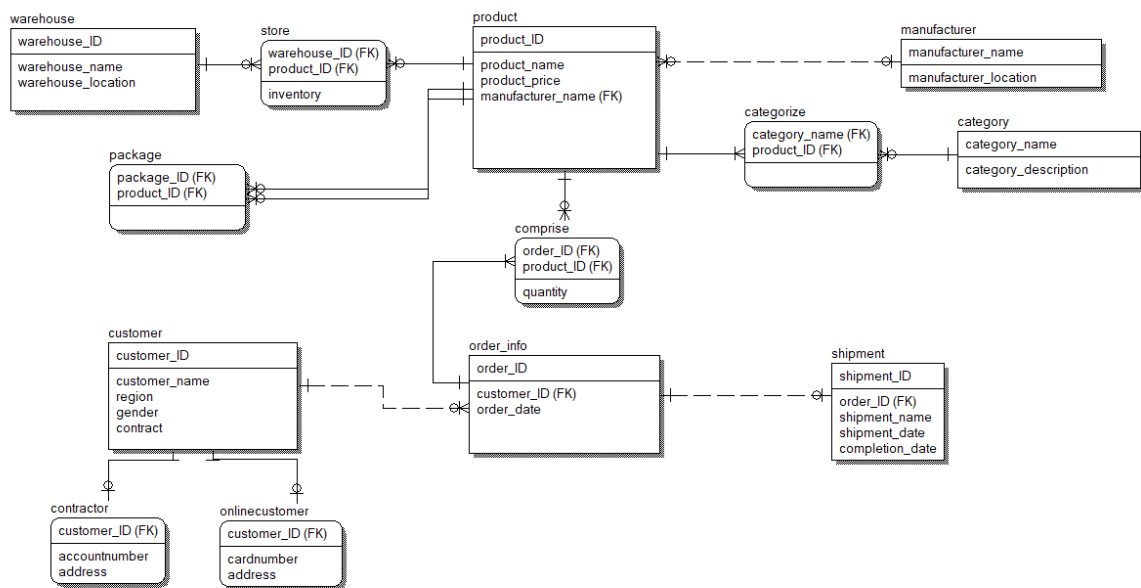 warehouse
warehouse_ID
warehouse_name
warehouse_location
store
warehouse_ID (FK)
product_ID (FK)
inventory
product
product_ID
product_name
product_price
manufacturer_name (FK)
manufacturer
manufacturer_name
manufacturer_location
categorize
category_name (FK)
product_ID (FK)
category
category_name
category_description
package
package_ID (FK)
product_ID (FK)
comprise
order_ID (FK)
product_ID (FK)
quantity
customer
customer_ID
customer_name
region
gender
contract
order_info
order_ID
customer_ID (FK)
order_date
shipment
shipment_ID
order_ID (FK)
shipment_name
shipment_date
completion_date
contractor
customer_ID (FK)
accountnumber
address
onlinecustomer
customer_ID (FK)
cardnumber
address